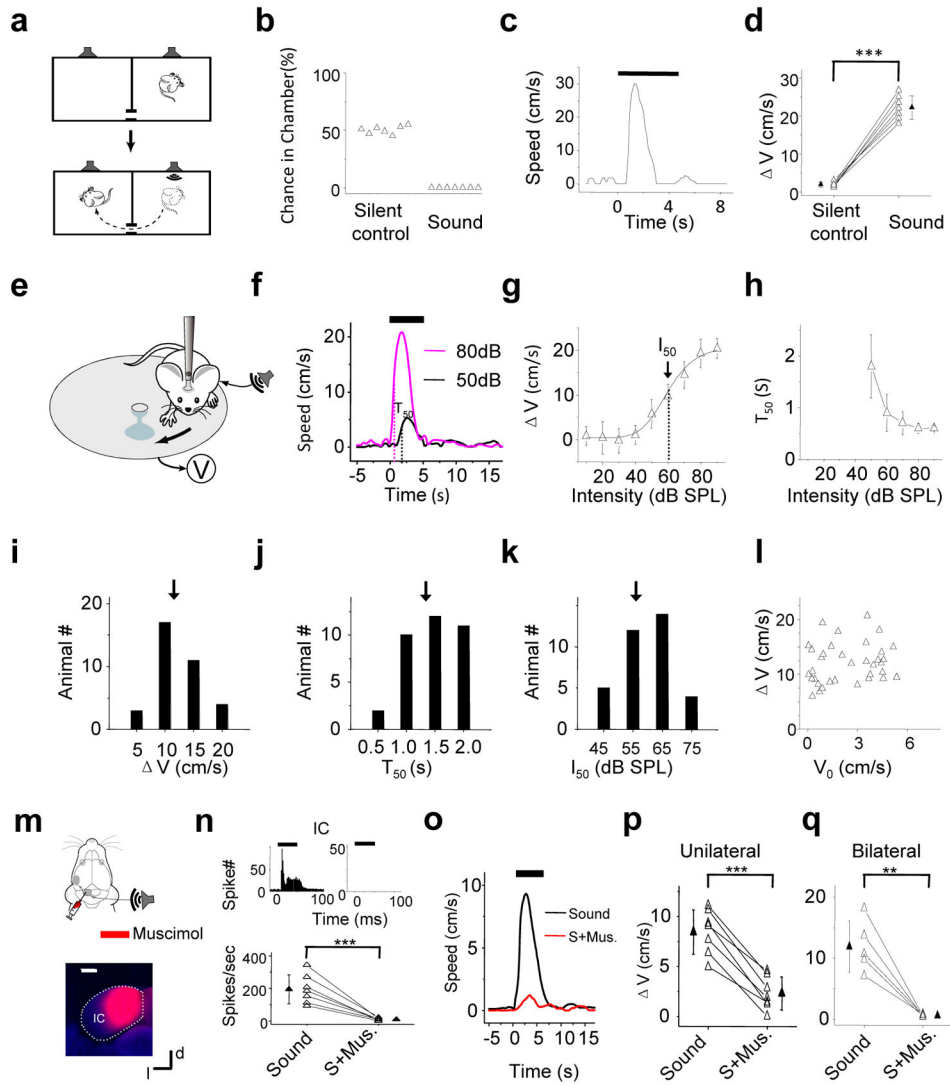 a
b
Chance in Chamber(%)
100
50
0
Silent
control
Sound
c
Speed (cm/s)
30
20
10
0
0
4
8
Time (s)
d
***
Δ V (cm/s)
30
20
10
0
Silent
control
Sound
e
V
f
Speed (cm/s)
20
10
0
80dB
50dB
T50
-5
0
5
10
15
Time (s)
g
I50
Δ V (cm/s)
20
10
0
20
40
60
80
Intensity (dB SPL)
h
T50 (S)
2
1
0
20
40
60
80
Intensity (dB SPL)
i
Animal #
20
10
0
5
10
15
20
Δ V (cm/s)
j
Animal #
10
5
0
0.5
1.0
1.5
2.0
T50 (s)
k
Animal #
15
10
5
0
45
55
65
75
I50 (dB SPL)
l
Δ V (cm/s)
20
10
0
0
3
6
V0 (cm/s)
m
Muscimol
IC
d
l
n
IC
Spike#
50
0
0
100
50
0
0
100
Time (ms)
***
Spikes/sec
400
200
0
Sound
S+Mus.
o
Speed (cm/s)
10
5
0
Sound
S+Mus.
-5
0
5
10
15
Time (s)
p
Unilateral
***
Δ V (cm/s)
10
5
0
Sound
S+Mus.
q
Bilateral
**
20
10
0
Sound
S+Mus.